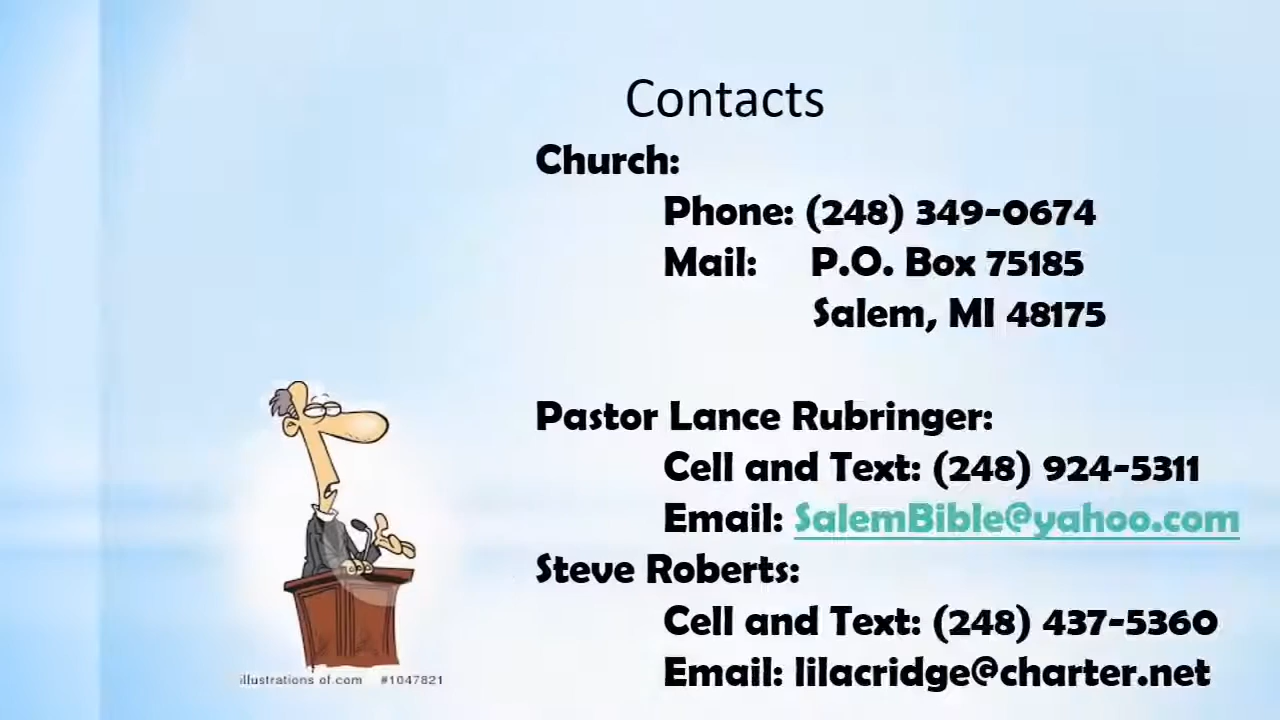 Contacts
Church:
Phone: (248) 349-0674
Mail: P.O. Box 75185
Salem, MI 48175
Pastor Lance Rubringer:
Cell and Text: (248) 924-5311
Email: SalemBible@yahoo.com
Steve Roberts:
Cell and Text: (248) 437-5360
Email: lilacridge@charter.net
illustrations of.com #1047821